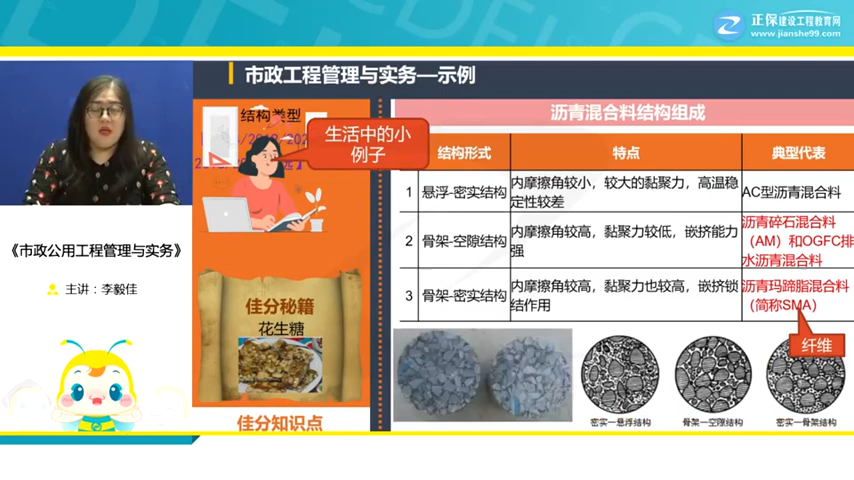 正保建设工程教育网
www.jianshe99.com
市政工程管理与实务—示例
结构类型
生活中的小
例子
沥青混合料结构组成
结构形式 特点 典型代表
1 悬浮-密实结构 内摩擦角较小，较大的黏聚力，高温稳
定性较差 AC型沥青混合料
2 骨架-空隙结构 内摩擦角较高，黏聚力较低，嵌挤能力
强 沥青碎石混合料
（AM）和OGFC排
水沥青混合料
3 骨架-密实结构 内摩擦角较高，黏聚力也较高，嵌挤锁
结作用 沥青玛蹄脂混合料
（简称SMA）
纤维
《市政公用工程管理与实务》
主讲：李毅佳
佳分秘籍
花生糖
佳分知识点
密实—悬浮结构 骨架—空隙结构 密实—骨架结构